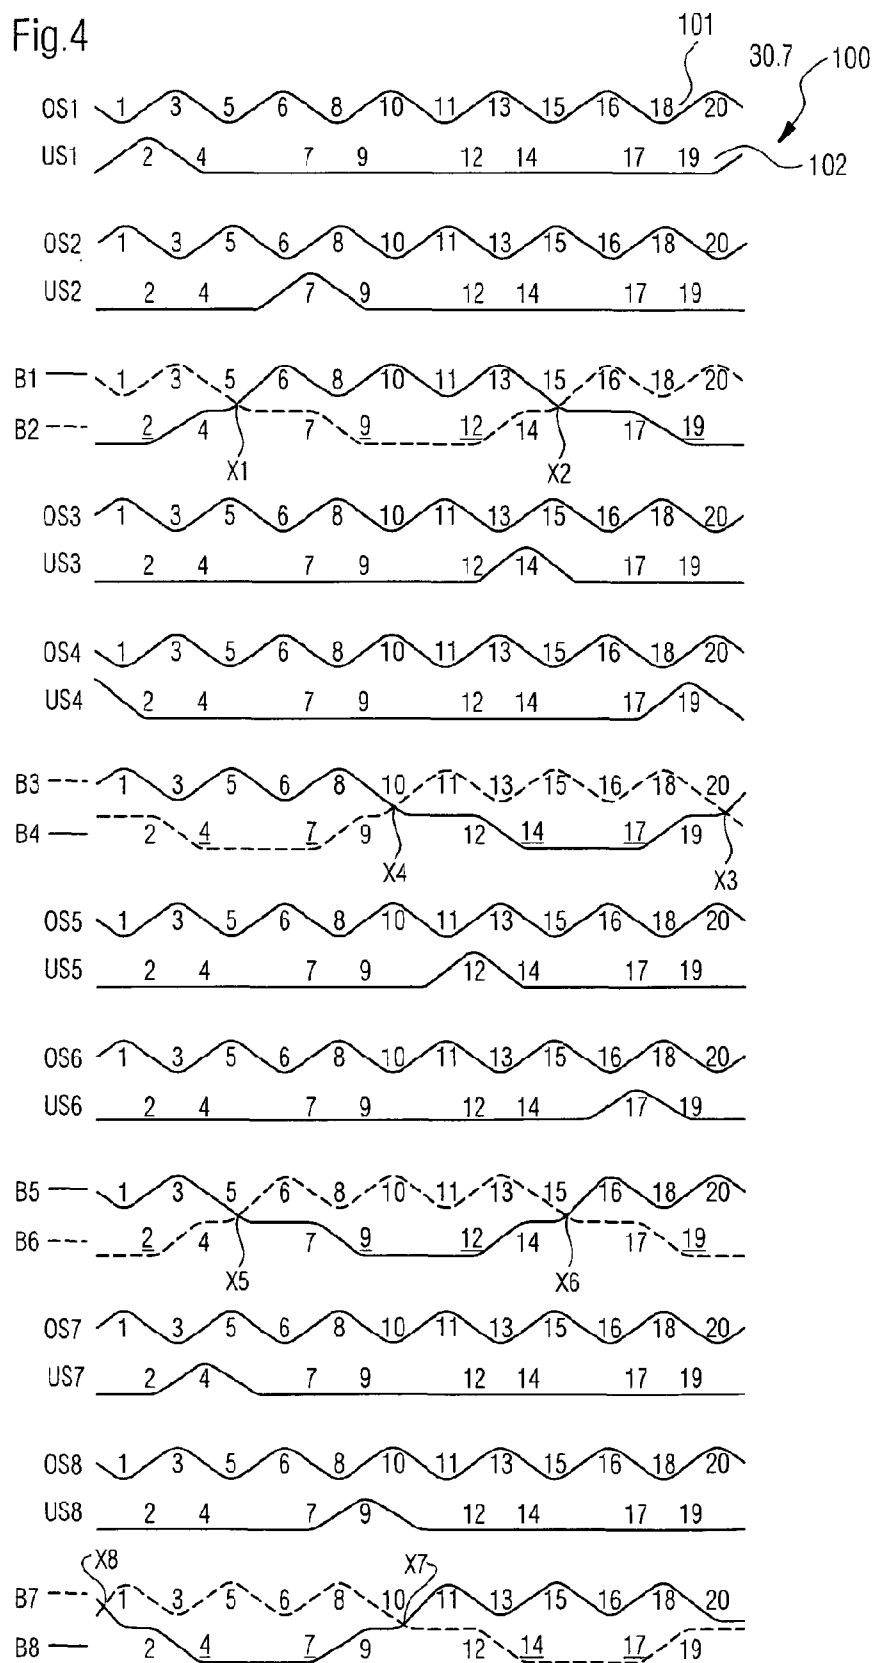 Fig.4
101
30.7
100
OS1 1 3 5 6 8 10 11 13 15 16 18 20
US1 2 4 7 9 12 14 17 19
102
OS2 1 3 5 6 8 10 11 13 15 16 18 20
US2 2 4 7 9 12 14 17 19
B1 1 3 5 6 8 10 11 13 15 16 18 20
B2 2 4 7 9 12 14 17 19
X1 X2
OS3 1 3 5 6 8 10 11 13 15 16 18 20
US3 2 4 7 9 12 14 17 19
OS4 1 3 5 6 8 10 11 13 15 16 18 20
US4 2 4 7 9 12 14 17 19
B3 1 3 5 6 8 10 11 13 15 16 18 20
B4 2 4 7 9 12 14 17 19
X4 X3
OS5 1 3 5 6 8 10 11 13 15 16 18 20
US5 2 4 7 9 12 14 17 19
OS6 1 3 5 6 8 10 11 13 15 16 18 20
US6 2 4 7 9 12 14 17 19
B5 1 3 5 6 8 10 11 13 15 16 18 20
B6 2 4 7 9 12 14 17 19
X5 X6
OS7 1 3 5 6 8 10 11 13 15 16 18 20
US7 2 4 7 9 12 14 17 19
OS8 1 3 5 6 8 10 11 13 15 16 18 20
US8 2 4 7 9 12 14 17 19
X8 X7
B7 1 3 5 6 8 10 11 13 15 16 18 20
B8 2 4 7 9 12 14 17 19